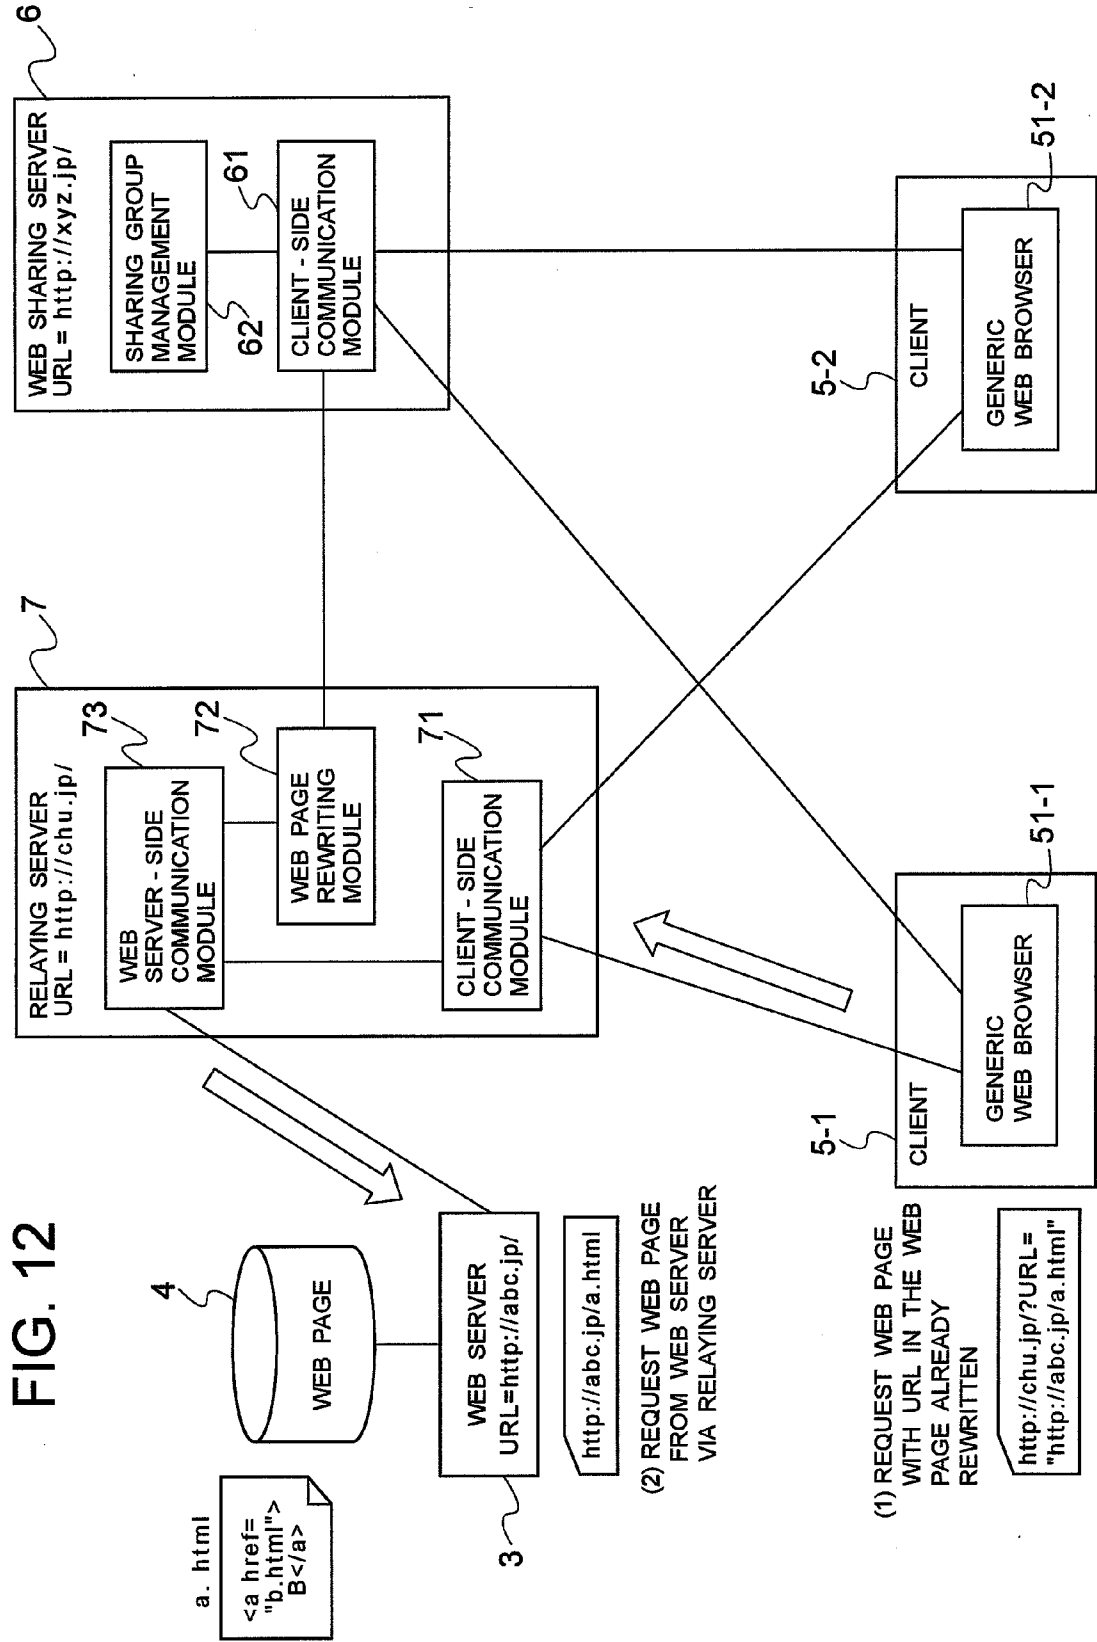 FIG. 12
a. html
<a href=
"b.html">
B</a>
4
WEB PAGE
3
WEB SERVER
URL=http://abc.jp/
http://abc.jp/a.html
(2) REQUEST WEB PAGE
FROM WEB SERVER
VIA RELAYING SERVER
(1) REQUEST WEB PAGE
WITH URL IN THE WEB
PAGE ALREADY
REWRITTEN
http://chu.jp/?URL=
"http://abc.jp/a.html"
RELAYING SERVER
URL=http://chu.jp/
7
WEB
SERVER-SIDE
COMMUNICATION
MODULE
73
WEB PAGE
REWRITING
MODULE
72
CLIENT-SIDE
COMMUNICATION
MODULE
71
5-1
CLIENT
GENERIC
WEB BROWSER
51-1
WEB SHARING SERVER
URL=http://xyz.jp/
6
SHARING GROUP
MANAGEMENT
MODULE
62
61
CLIENT-SIDE
COMMUNICATION
MODULE
5-2
CLIENT
GENERIC
WEB BROWSER
51-2